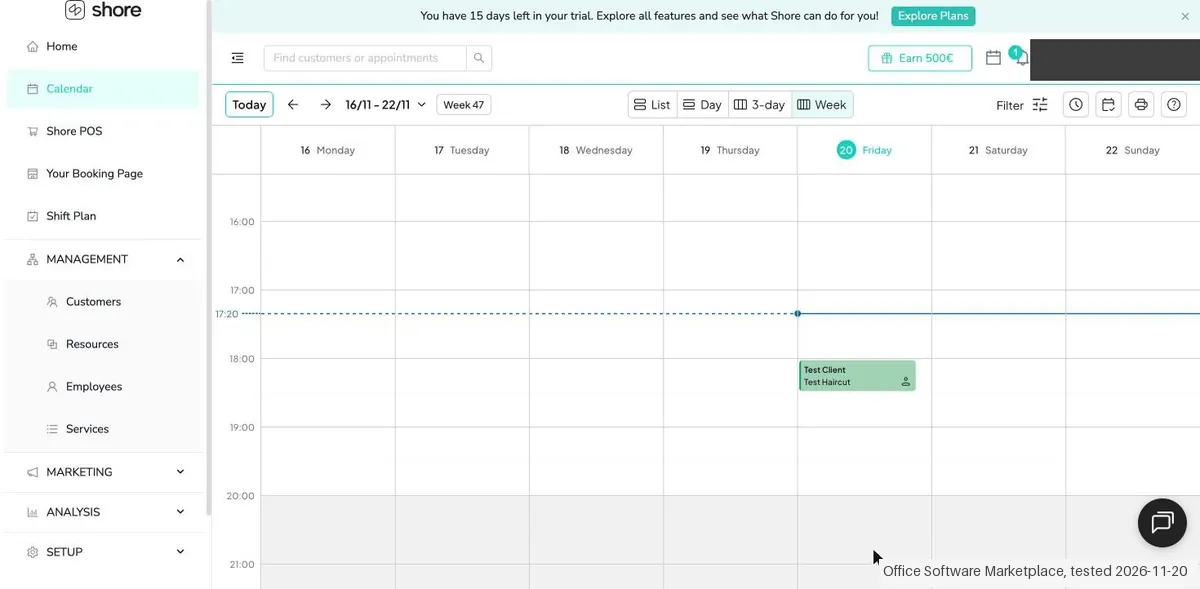 shore
You have 15 days left in your trial. Explore all features and see what Shore can do for you!
Explore Plans
Home
Calendar
Shore POS
Your Booking Page
Shift Plan
MANAGEMENT
Customers
Resources
Employees
Services
MARKETING
ANALYSIS
SETUP
Find customers or appointments
Earn 500€
1
Today
16/11 – 22/11
Week 47
List
Day
3-day
Week
Filter
16 Monday
17 Tuesday
18 Wednesday
19 Thursday
20 Friday
21 Saturday
22 Sunday
16:00
17:00
17:20
18:00
Test Client
Test Haircut
19:00
20:00
21:00
Office Software Marketplace, tested 2026-11-20